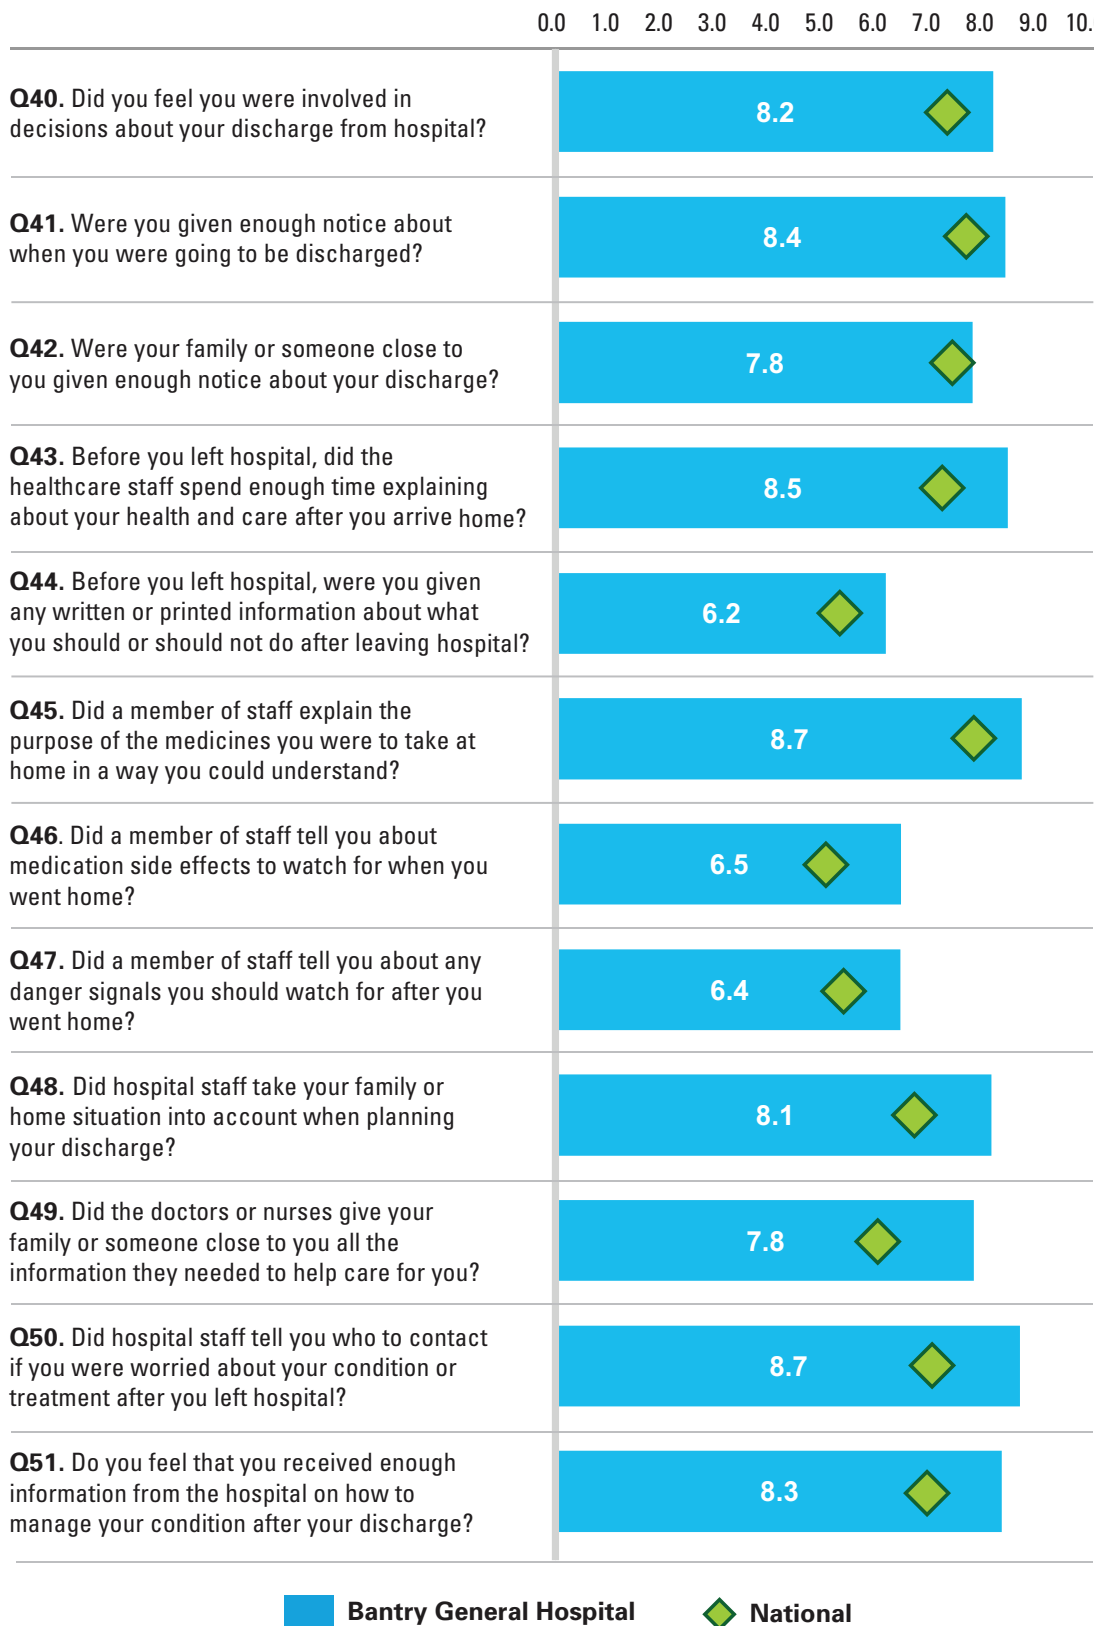 0.0 1.0 2.0 3.0 4.0 5.0 6.0 7.0 8.0 9.0 10.
Q40. Did you feel you were involved in
decisions about your discharge from hospital?
8.2
Q41. Were you given enough notice about
when you were going to be discharged?
8.4
Q42. Were your family or someone close to
you given enough notice about your discharge?
7.8
Q43. Before you left hospital, did the
healthcare staff spend enough time explaining
about your health and care after you arrive home?
8.5
Q44. Before you left hospital, were you given
any written or printed information about what
you should or should not do after leaving hospital?
6.2
Q45. Did a member of staff explain the
purpose of the medicines you were to take at
home in a way you could understand?
8.7
Q46. Did a member of staff tell you about
medication side effects to watch for when you
went home?
6.5
Q47. Did a member of staff tell you about any
danger signals you should watch for after you
went home?
6.4
Q48. Did hospital staff take your family or
home situation into account when planning
your discharge?
8.1
Q49. Did the doctors or nurses give your
family or someone close to you all the
information they needed to help care for you?
7.8
Q50. Did hospital staff tell you who to contact
if you were worried about your condition or
treatment after you left hospital?
8.7
Q51. Do you feel that you received enough
information from the hospital on how to
manage your condition after your discharge?
8.3
Bantry General Hospital National